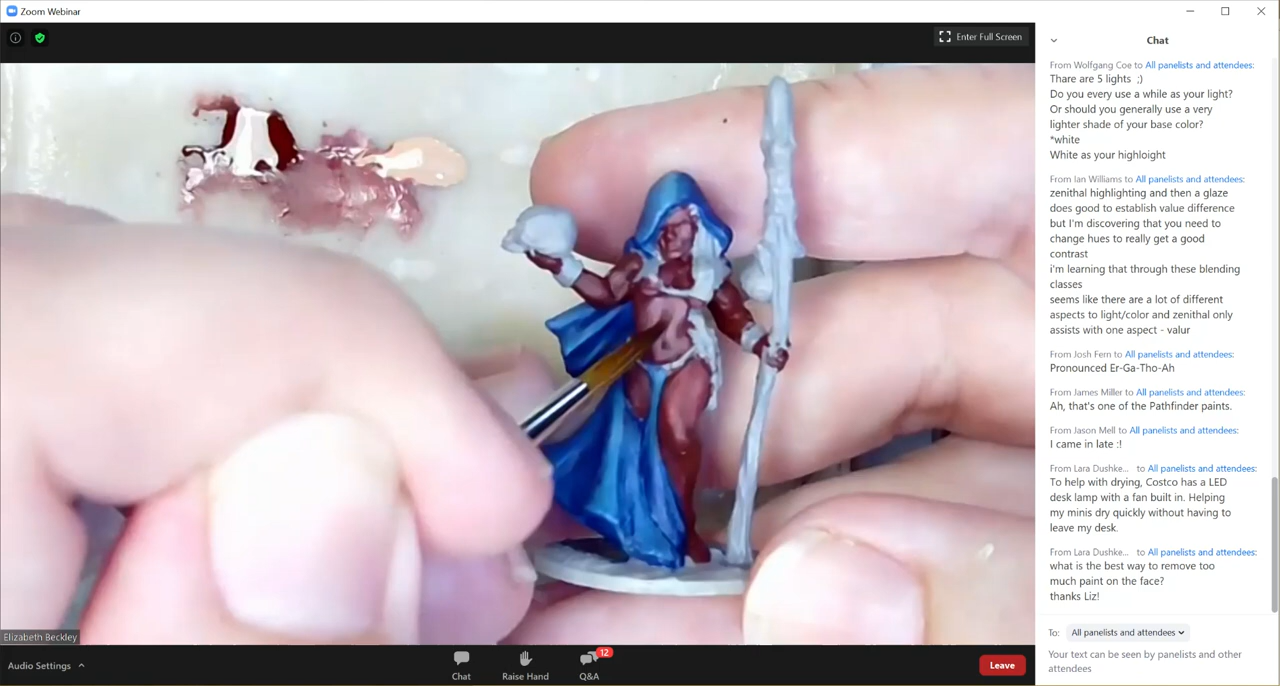 Zoom Webinar
Enter Full Screen
Chat
From Wolfgang Coe to All panelists and attendees:
Thare are 5 lights ;)
Do you every use a while as your light?
Or should you generally use a very
lighter shade of your base color?
*white
White as your highloight
From Ian Williams to All panelists and attendees:
zenithal highlighting and then a glaze
does good to establish value difference
but I'm discovering that you need to
change hues to really get a good
contrast
i'm learning that through these blending
classes
seems like there are a lot of different
aspects to light/color and zenithal only
assists with one aspect - valur
From Josh Fern to All panelists and attendees:
Pronounced Er-Ga-Tho-Ah
From James Miller to All panelists and attendees:
Ah, that's one of the Pathfinder paints.
From Jason Mell to All panelists and attendees:
I came in late :!
From Lara Dushke... to All panelists and attendees:
To help with drying, Costco has a LED
desk lamp with a fan built in. Helping
my minis dry quickly without having to
leave my desk.
From Lara Dushke... to All panelists and attendees:
what is the best way to remove too
much paint on the face?
thanks Liz!
To: All panelists and attendees
Your text can be seen by panelists and other
attendees
Elizabeth Beckley
Audio Settings
Chat
Raise Hand
12
Q&A
Leave